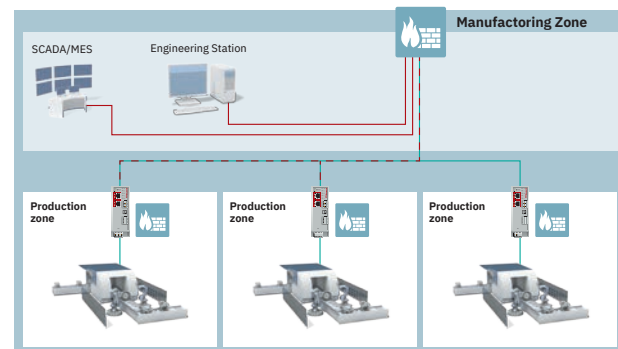 Manufactoring Zone
SCADA/MES
Engineering Station
Production
zone
Production
zone
Production
zone